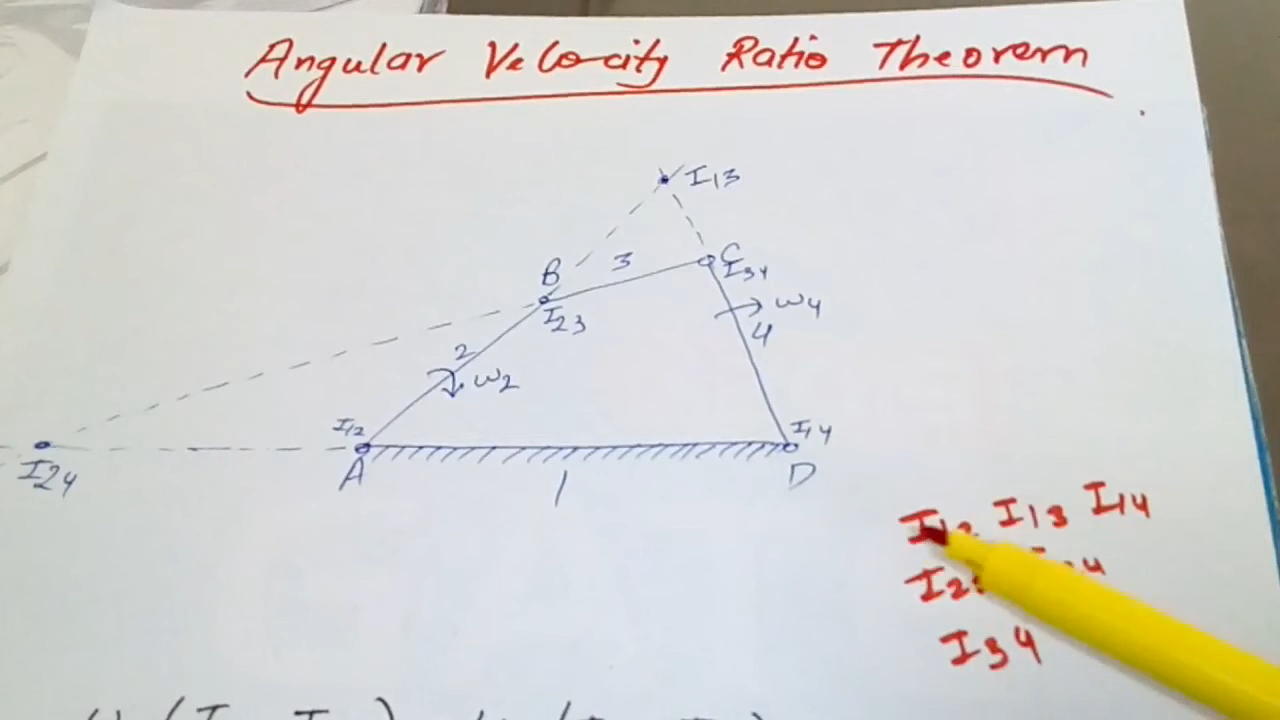 Angular Velocity Ratio Theorem
I13
B
3
C
I34
I23
ω4
2
4
ω2
I12
I14
I24
A
1
D
I12 I13 I14
I34